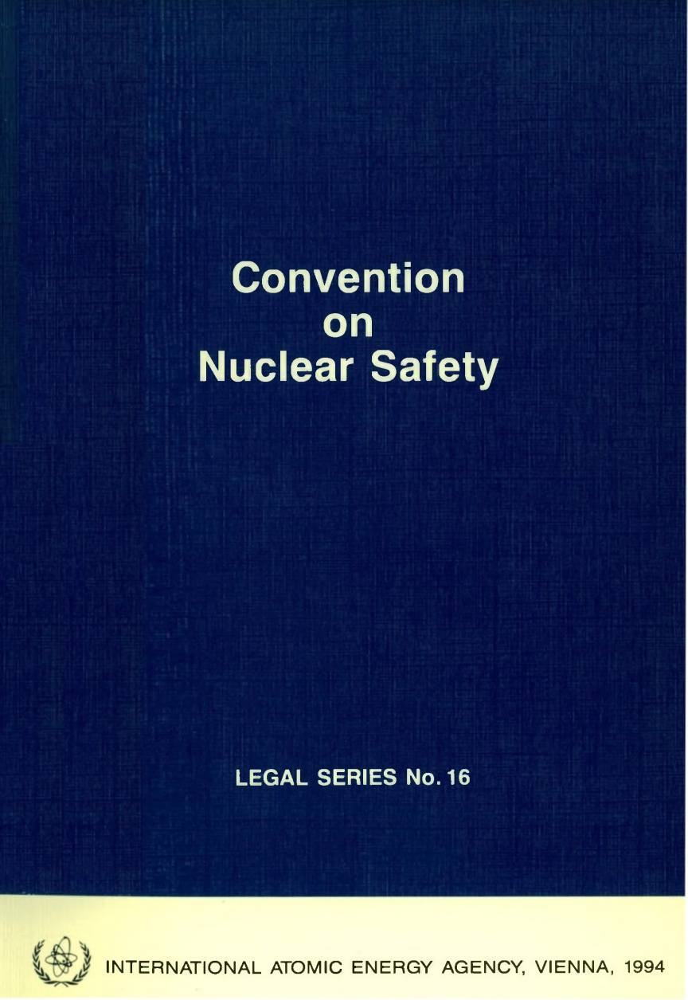 Convention
on
Nuclear Safety
LEGAL SERIES No. 16
INTERNATIONAL ATOMIC ENERGY AGENCY, VIENNA, 1994